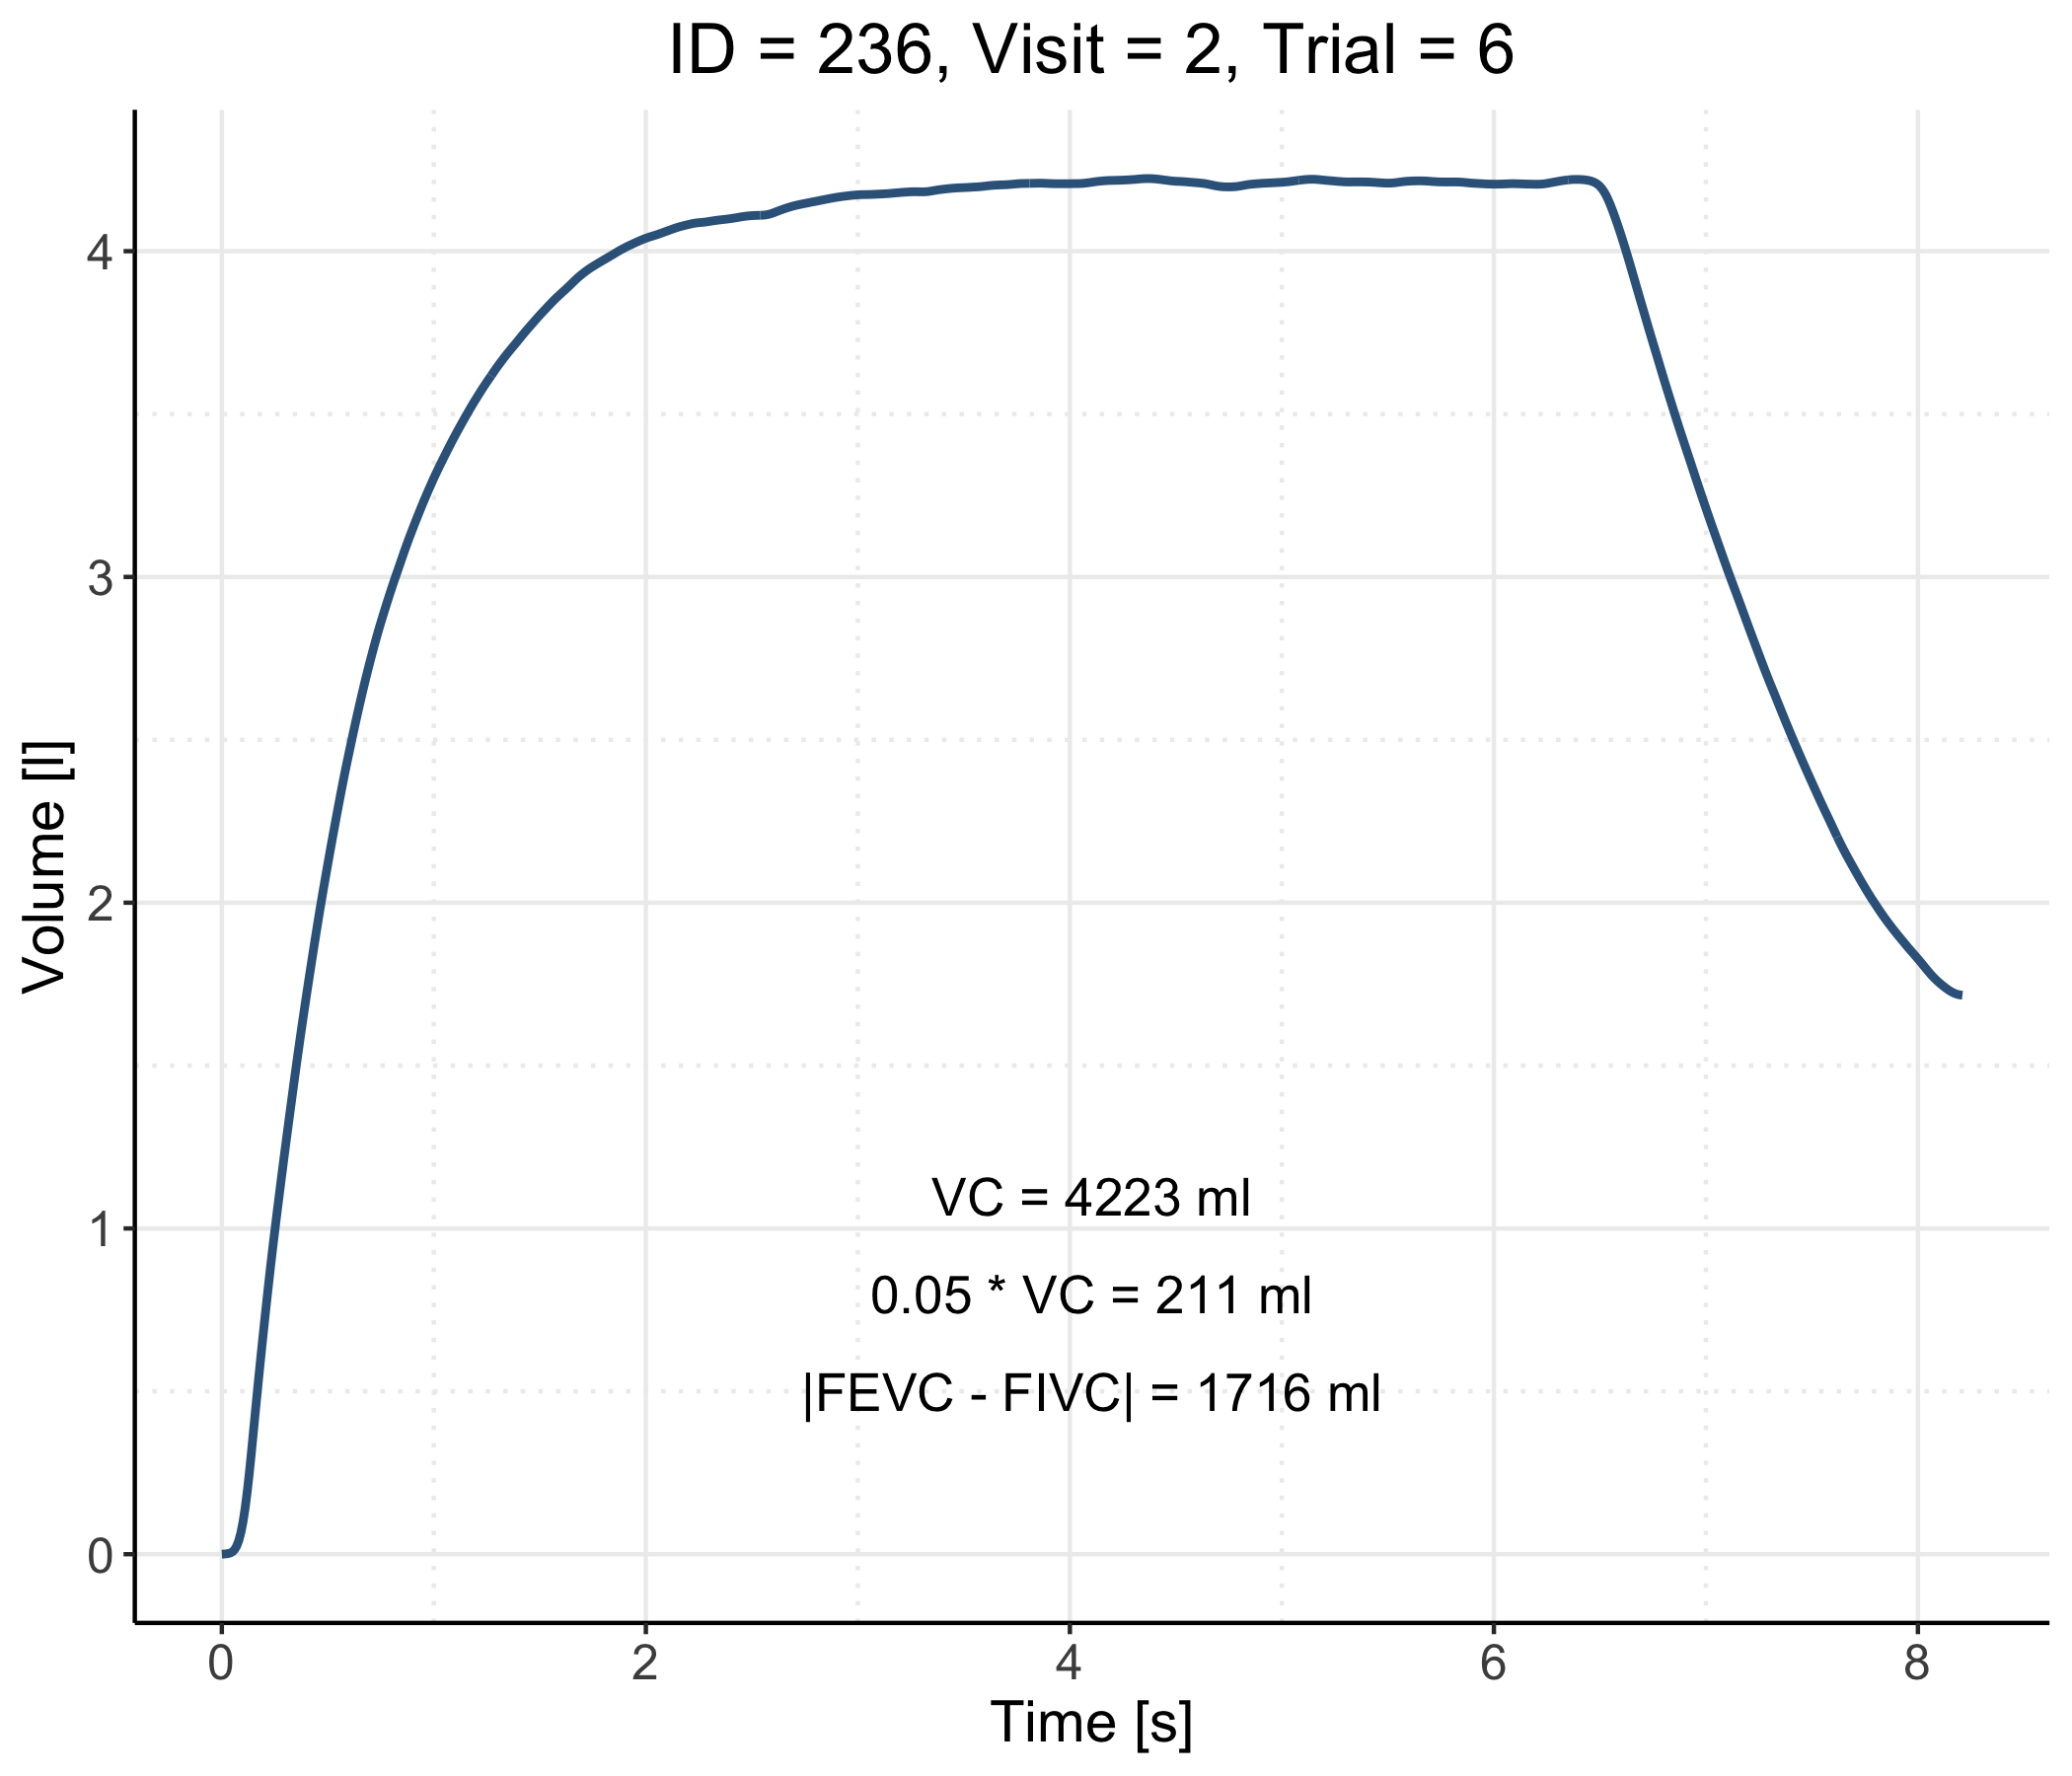 ID = 236, Visit = 2, Trial = 6
Volume [l]
4
3
2
1
0
VC = 4223 ml
0.05 * VC = 211 ml
|FEVC - FIVC| = 1716 ml
0 2 4 6 8
Time [s]